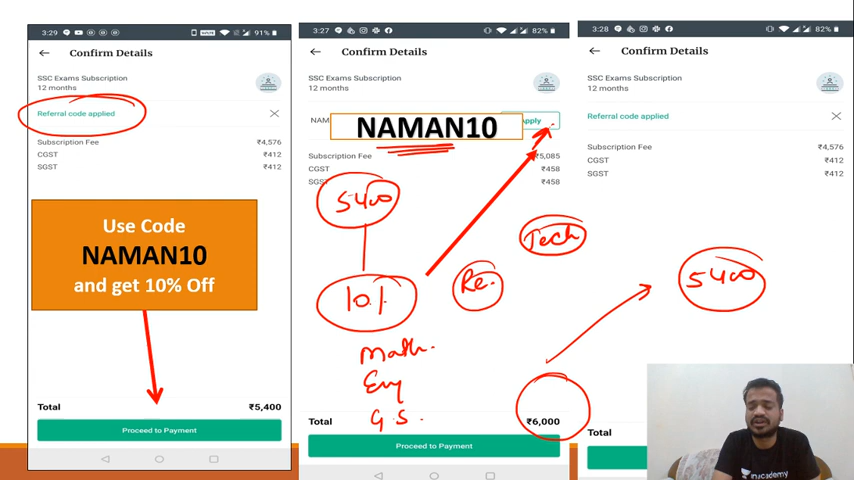 3:29
91%
Confirm Details
SSC Exams Subscription
12 months
Referral code applied
Subscription Fee ₹4,576
CGST ₹412
SGST ₹412
Use Code
NAMAN10
and get 10% Off
Total ₹5,400
Proceed to Payment
3:27
82%
Confirm Details
SSC Exams Subscription
12 months
NAM
NAMAN10
Apply
Subscription Fee ₹5,085
CGST ₹458
SGST ₹458
5400
Tech
10%
Re.
Math.
Eng
G.S.
Total ₹6,000
Proceed to Payment
3:28
82%
Confirm Details
SSC Exams Subscription
12 months
Referral code applied
Subscription Fee ₹4,576
CGST ₹412
SGST ₹412
5400
Total